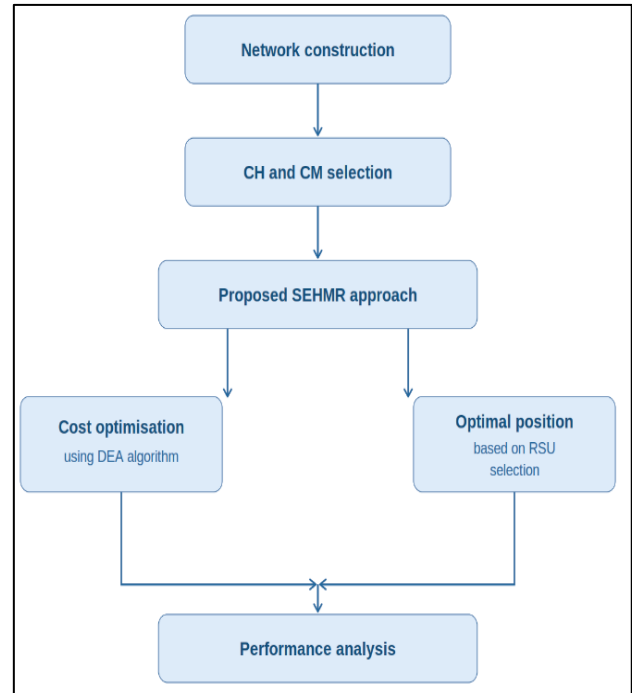 Network construction
CH and CM selection
Proposed SEHMR approach
Cost optimisation
using DEA algorithm
Optimal position
based on RSU
selection
Performance analysis